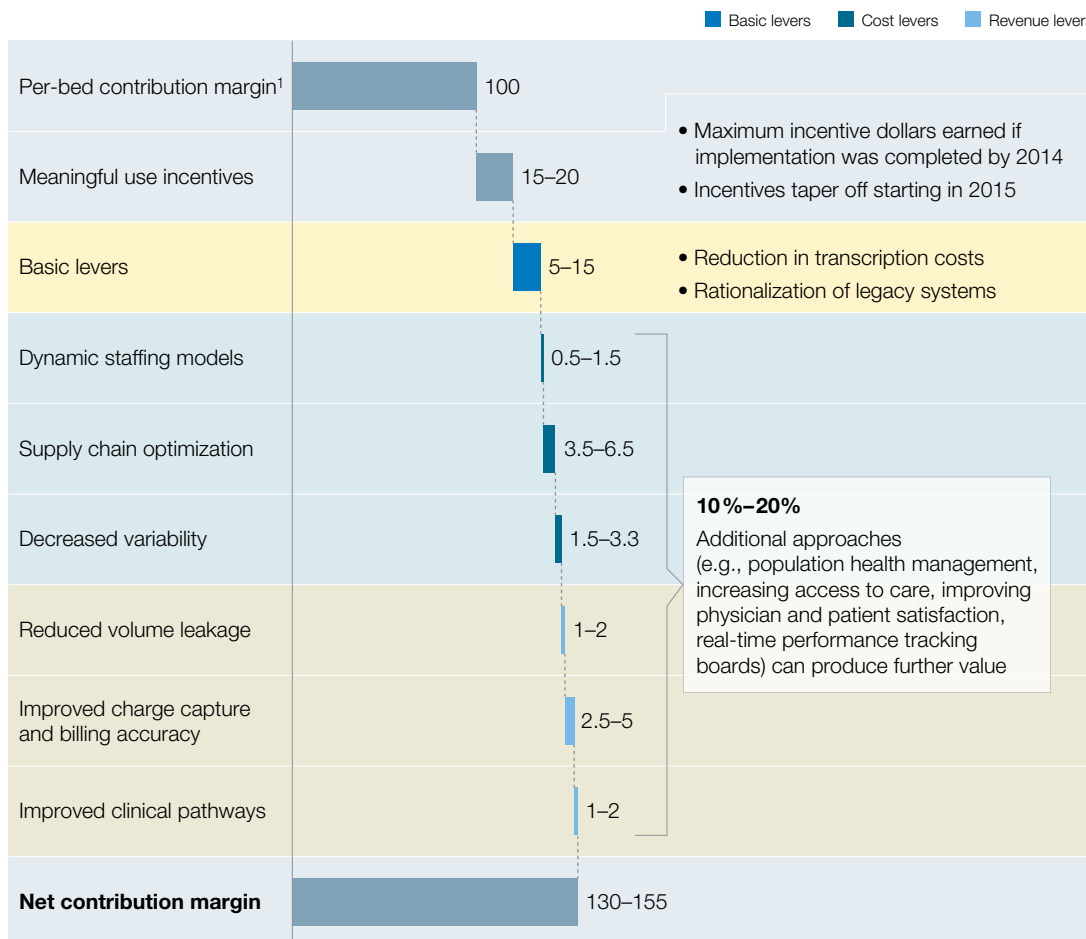 Basic levers
Cost levers
Revenue lever
Per-bed contribution margin1
100
Meaningful use incentives
15–20
• Maximum incentive dollars earned if
implementation was completed by 2014
• Incentives taper off starting in 2015
Basic levers
5–15
• Reduction in transcription costs
• Rationalization of legacy systems
Dynamic staffing models
0.5–1.5
Supply chain optimization
3.5–6.5
Decreased variability
1.5–3.3
10%–20%
Additional approaches
(e.g., population health management,
increasing access to care, improving
physician and patient satisfaction,
real-time performance tracking
boards) can produce further value
Reduced volume leakage
1–2
Improved charge capture
and billing accuracy
2.5–5
Improved clinical pathways
1–2
Net contribution margin
130–155